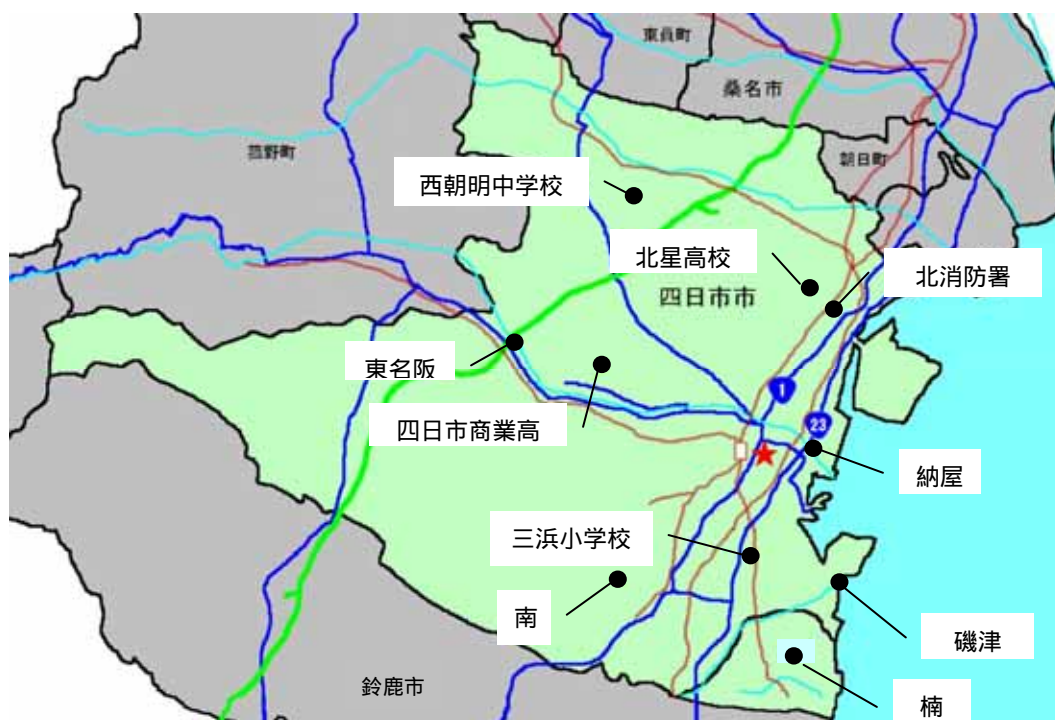 東員町
桑名市
菰野町
朝日町
西朝明中学校
北星高校
四日市市
北消防署
東名阪
四日市商業高
1
23
納屋
三浜小学校
南
磯津
鈴鹿市
楠